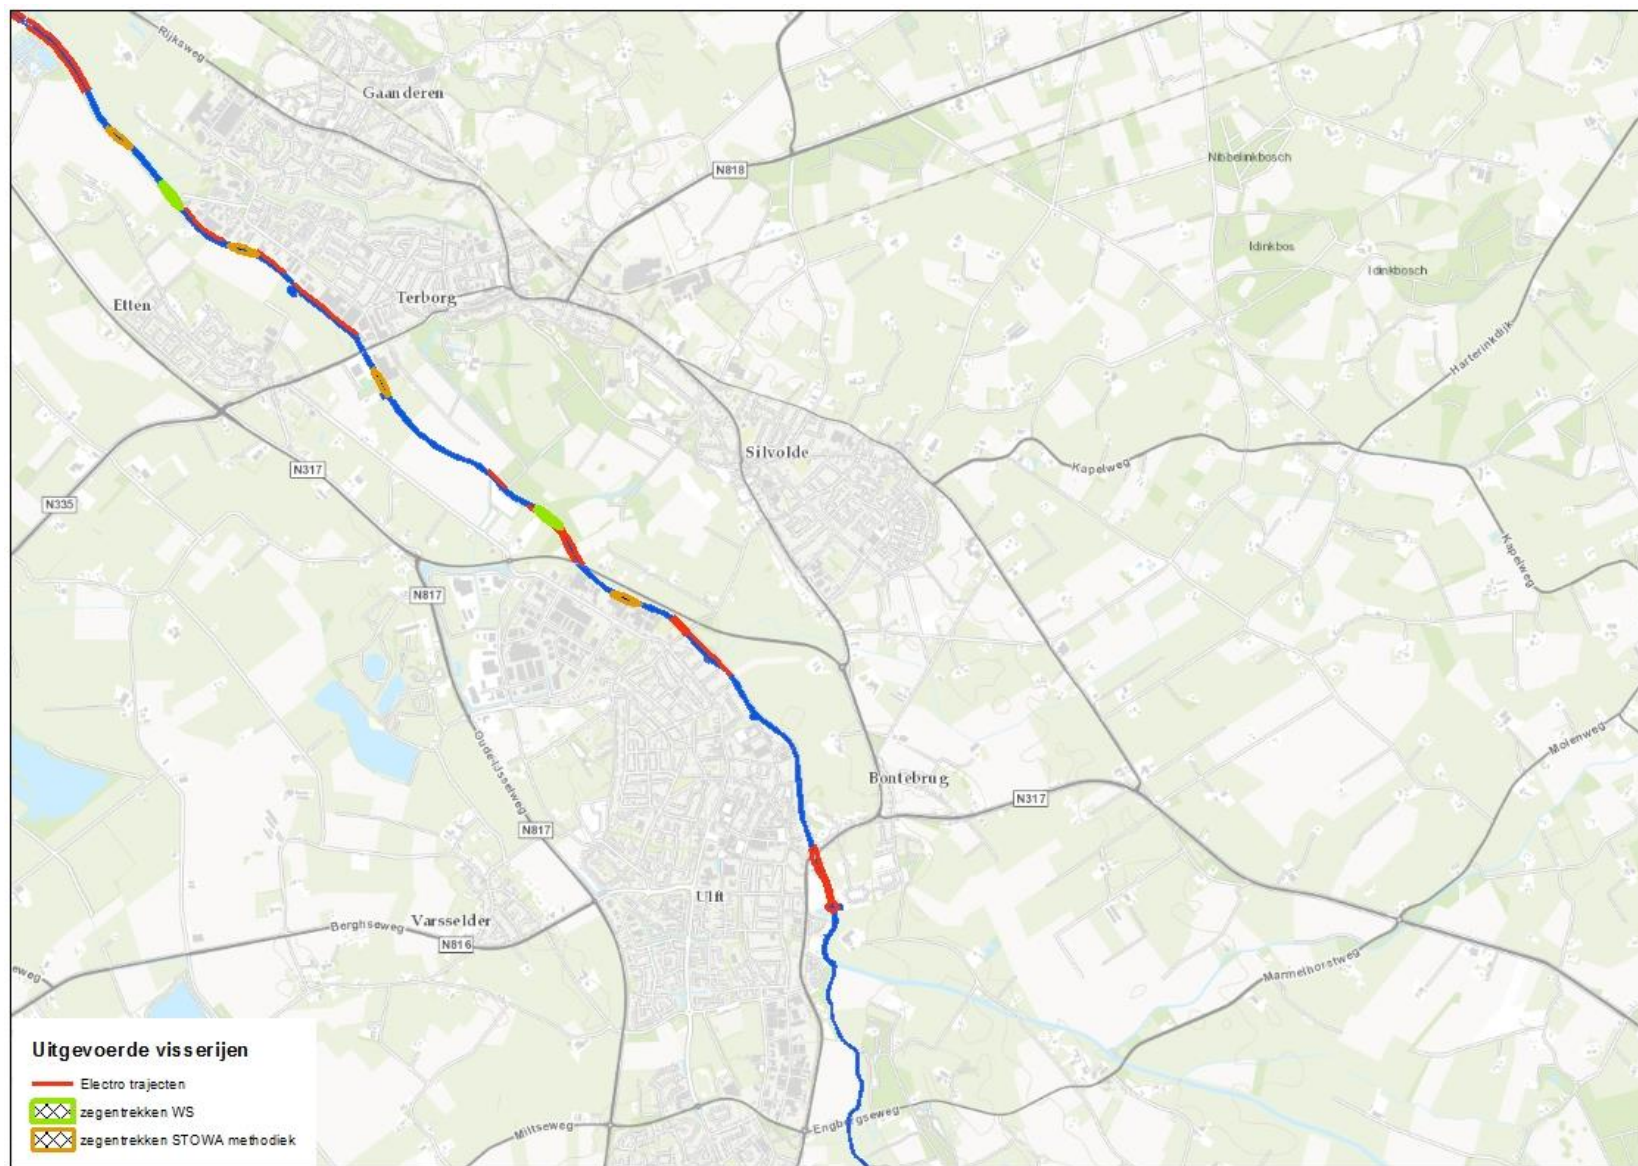 Rijksweg
Gaanderen
Nibbelinkbosch
N818
Idinkbos
Idinkbosch
Terborg
Etten
Harterinkdijk
Silvolde
Kapelweg
N317
N335
Kapelweg
N817
Molenweg
Oude-IJsselweg
Bontebrug
N317
N817
Ulft
Varsselder
Berghseweg
N816
Marmelhorstweg
eweg
Engbergseweg
Miltseweg
Uitgevoerde visserijen
Electro trajecten
zegentrekken WS
zegentrekken STOWA methodiek